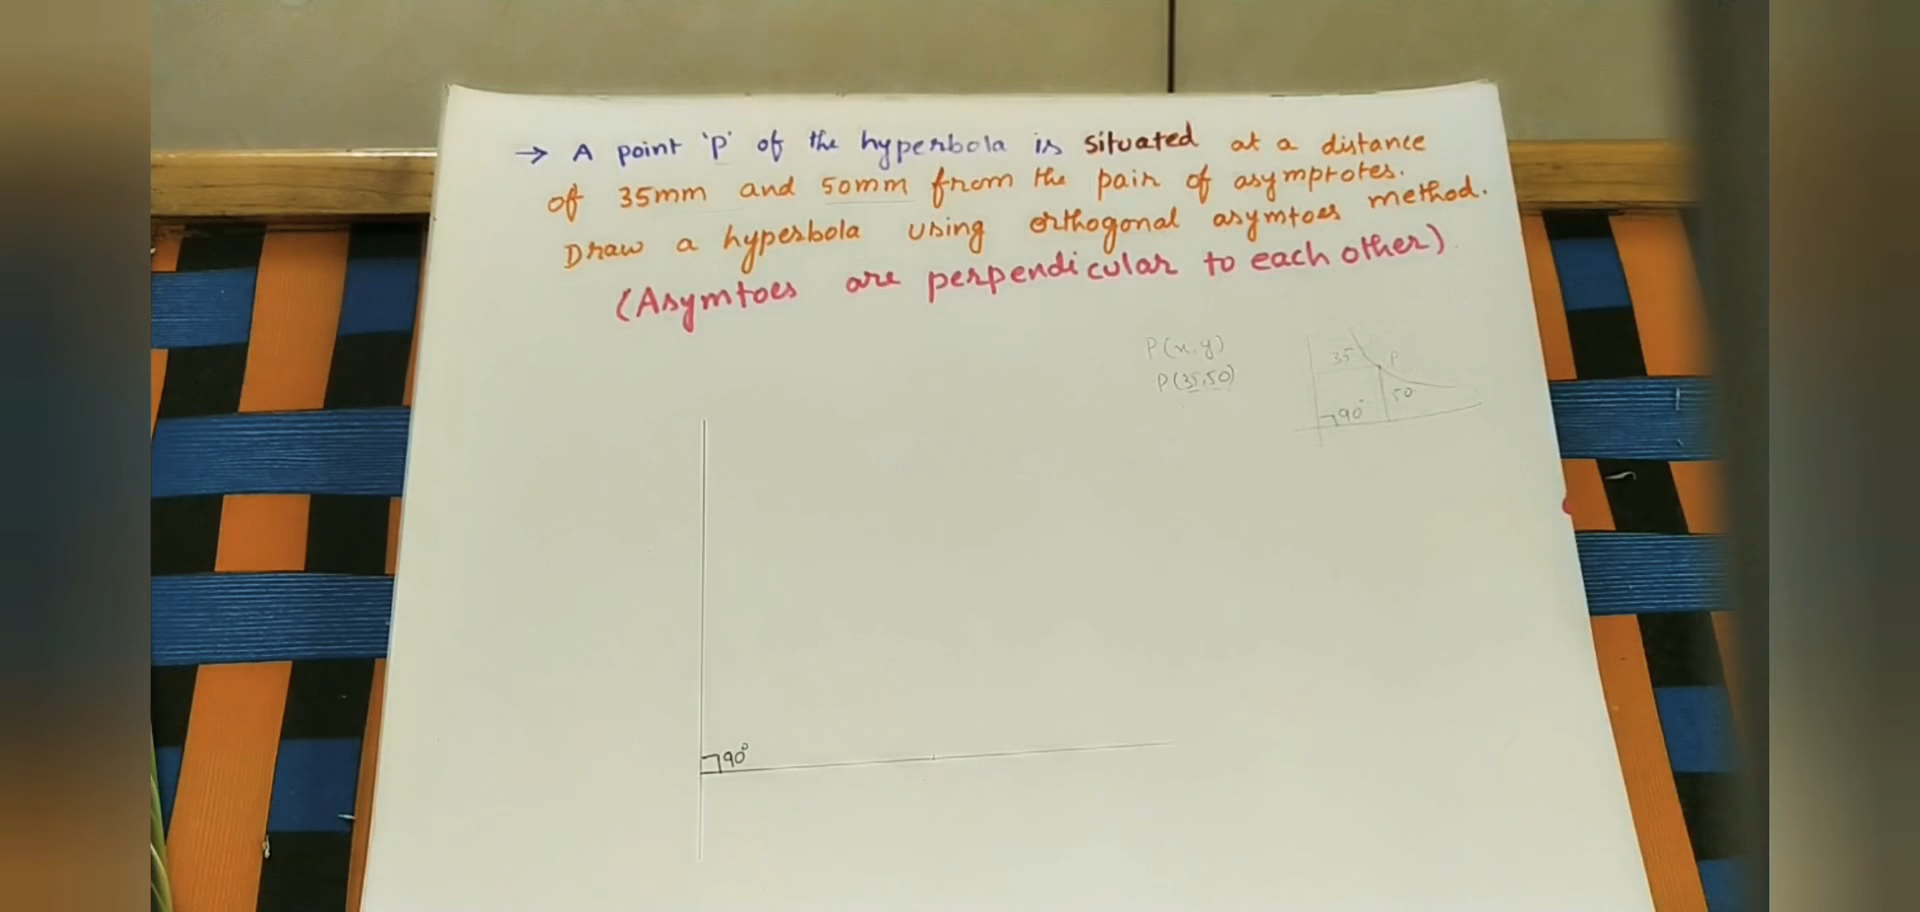 → A point 'p' of the hyperbola is situated at a distance
of 35mm and 50mm from the pair of asymptotes.
Draw a hyperbola using orthogonal asymtoes method.
(Asymtoes are perpendicular to each other)
P(x,y)
P(35,50)
35 P
50
90°
90°